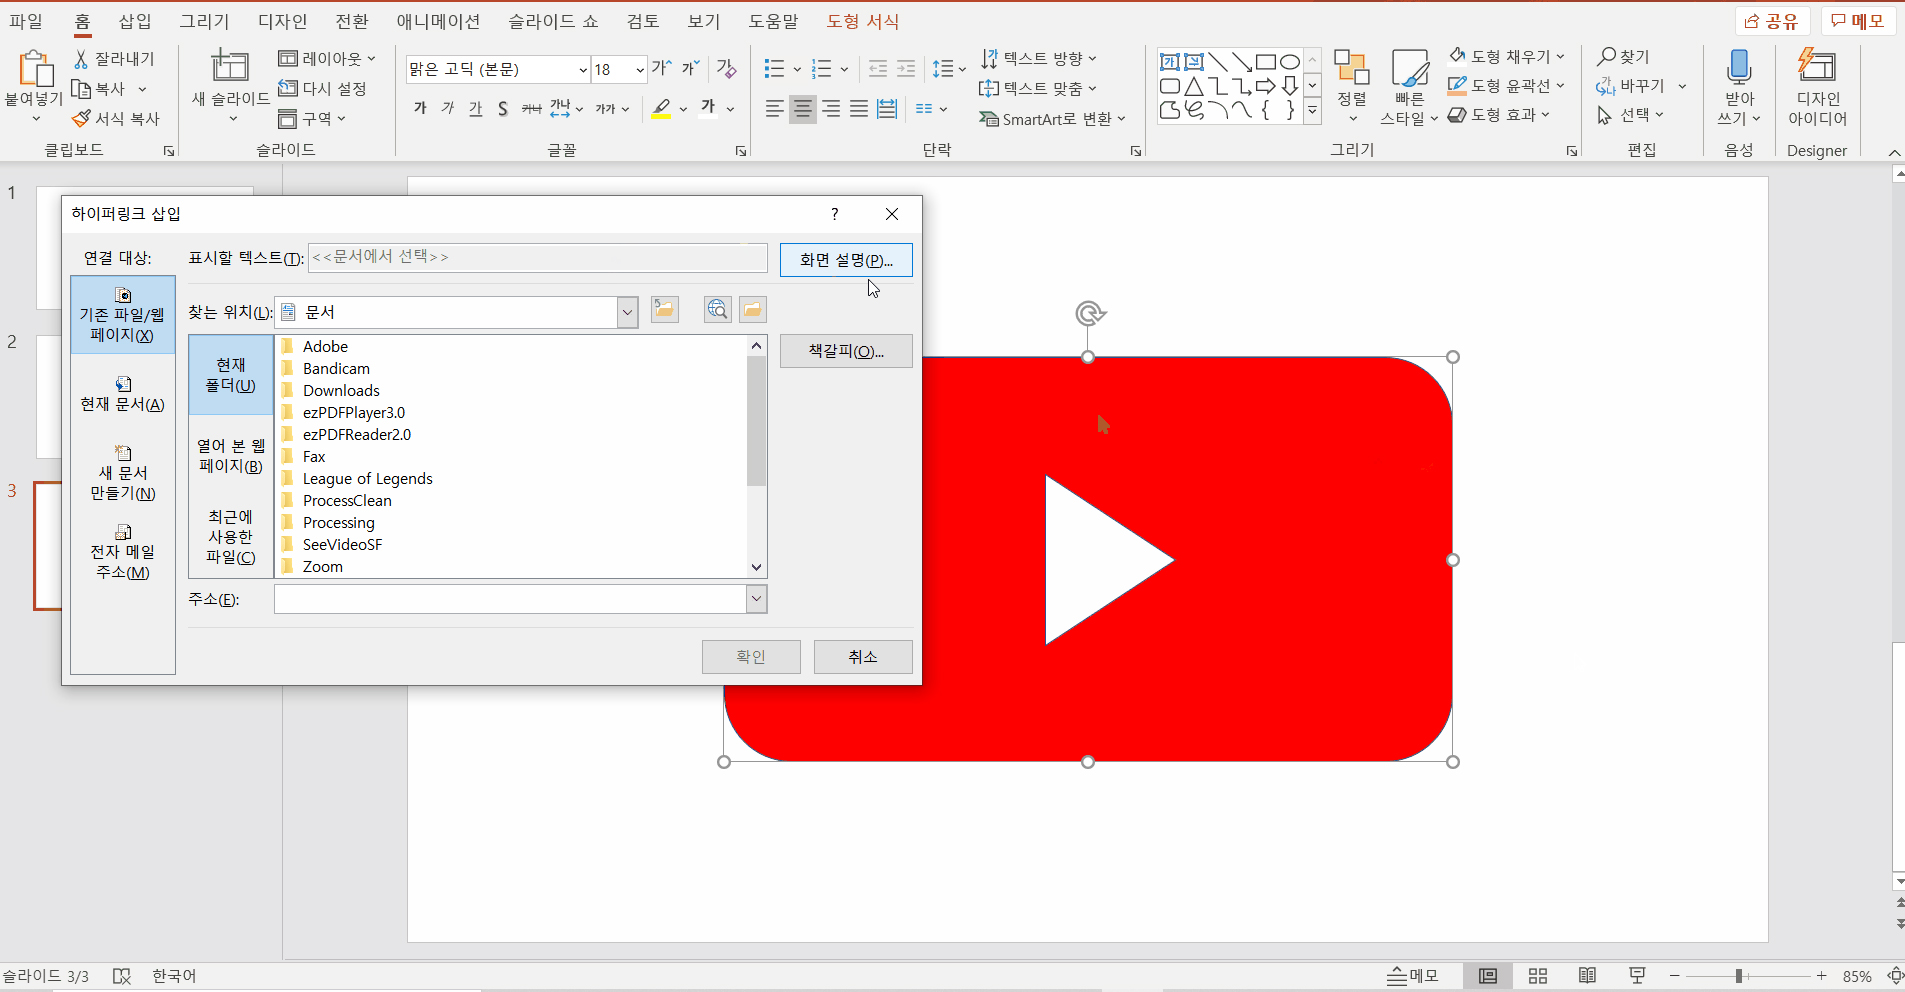 파일 홈 삽입 그리기 디자인 전환 애니메이션 슬라이드 쇼 검토 보기 도움말 도형 서식 공유 메모
붙여넣기
잘라내기
복사
서식 복사
클립보드
새 슬라이드
레이아웃
다시 설정
구역
슬라이드
맑은 고딕 (본문) 18 가 가 가
가 가 가 S 가나 가나 가가 가
글꼴
텍스트 방향
텍스트 맞춤
SmartArt로 변환
단락
정렬
빠른
스타일
도형 채우기
도형 윤곽선
도형 효과
그리기
찾기
바꾸기
선택
편집
받아
쓰기
음성
디자인
아이디어
Designer
1
2
3
하이퍼링크 삽입 ?
연결 대상:
표시할 텍스트(T): <<문서에서 선택>>
화면 설명(P)...
기존 파일/웹
페이지(X)
현재 문서(A)
새 문서
만들기(N)
전자 메일
주소(M)
찾는 위치(L): 문서
현재
폴더(U)
열어 본 웹
페이지(B)
최근에
사용한
파일(C)
Adobe
Bandicam
Downloads
ezPDFPlayer3.0
ezPDFReader2.0
Fax
League of Legends
ProcessClean
Processing
SeeVideoSF
Zoom
책갈피(O)...
주소(E):
확인 취소
슬라이드 3/3 한국어 메모 85%